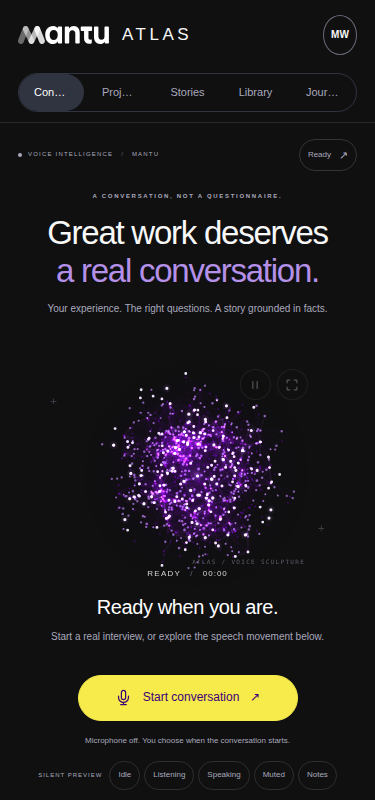 mantu ATLAS
MW
Con… Proj… Stories Library Jour…
VOICE INTELLIGENCE / MANTU
Ready ↗
A CONVERSATION, NOT A QUESTIONNAIRE.
Great work deserves
a real conversation.
Your experience. The right questions. A story grounded in facts.
ATLAS / VOICE SCULPTURE
READY / 00:00
Ready when you are.
Start a real interview, or explore the speech movement below.
Start conversation ↗
Microphone off. You choose when the conversation starts.
SILENT PREVIEW Idle Listening Speaking Muted Notes